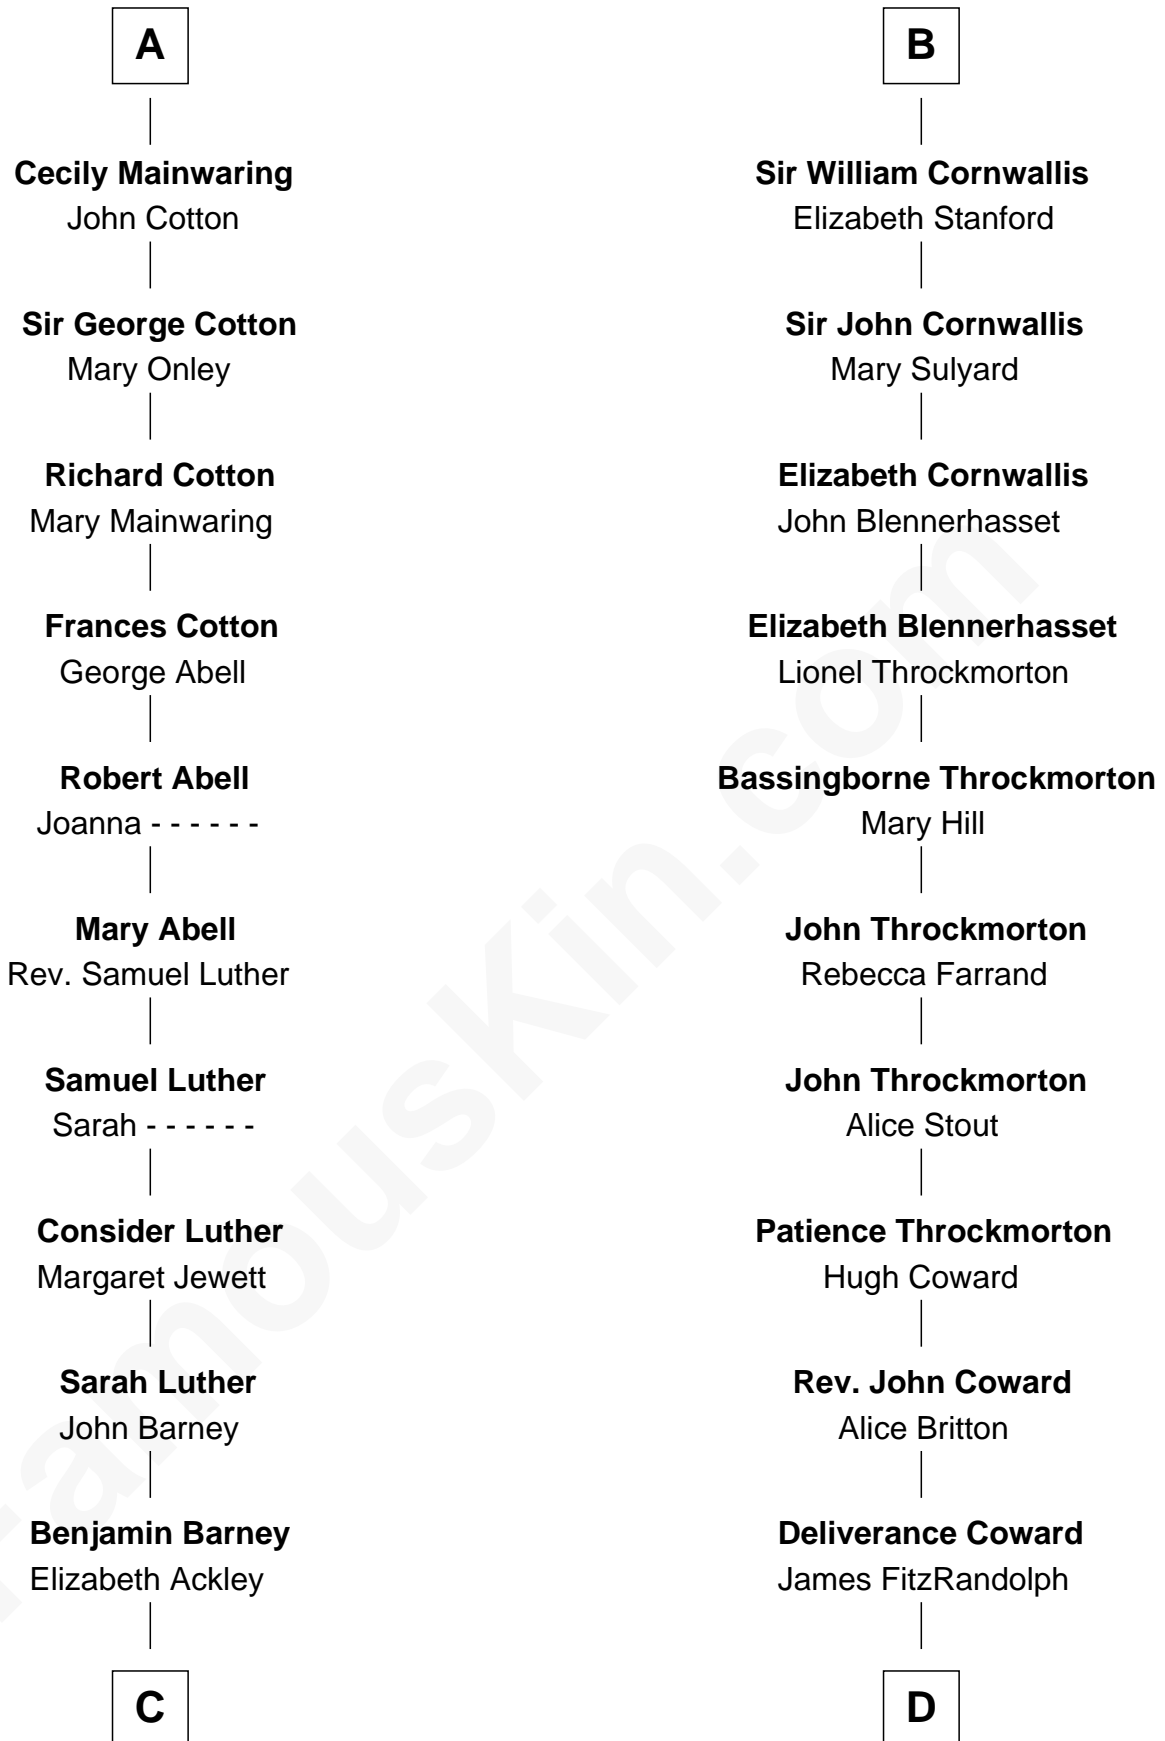 A
Cecily Mainwaring
John Cotton
Sir George Cotton
Mary Onley
Richard Cotton
Mary Mainwaring
Frances Cotton
George Abell
Robert Abell
Joanna - - - - - -
Mary Abell
Rev. Samuel Luther
Samuel Luther
Sarah - - - - - -
Consider Luther
Margaret Jewett
Sarah Luther
John Barney
Benjamin Barney
Elizabeth Ackley
C
B
Sir William Cornwallis
Elizabeth Stanford
Sir John Cornwallis
Mary Sulyard
Elizabeth Cornwallis
John Blennerhasset
Elizabeth Blennerhasset
Lionel Throckmorton
Bassingborne Throckmorton
Mary Hill
John Throckmorton
Rebecca Farrand
John Throckmorton
Alice Stout
Patience Throckmorton
Hugh Coward
Rev. John Coward
Alice Britton
Deliverance Coward
James FitzRandolph
D
FamousKin.com